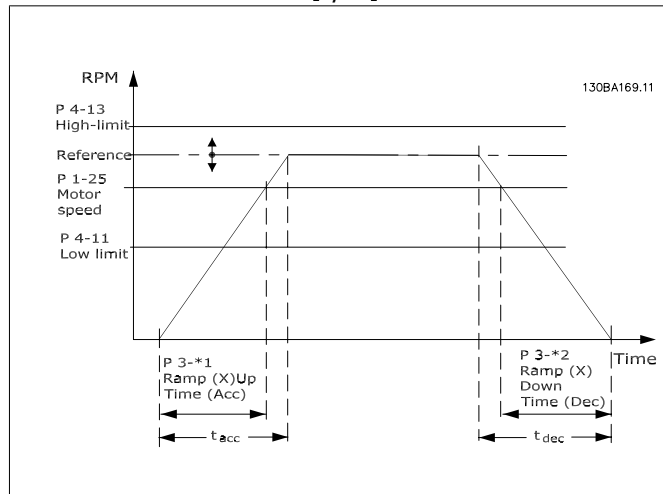 RPM
130BA169.11
P 4-13
High-limit
Reference
P 1-25
Motor
speed
P 4-11
Low limit
P 3-*1
Ramp (X)Up
Time (Acc)
P 3-*2
Ramp (X)
Down
Time (Dec)
Time
tacc
tdec